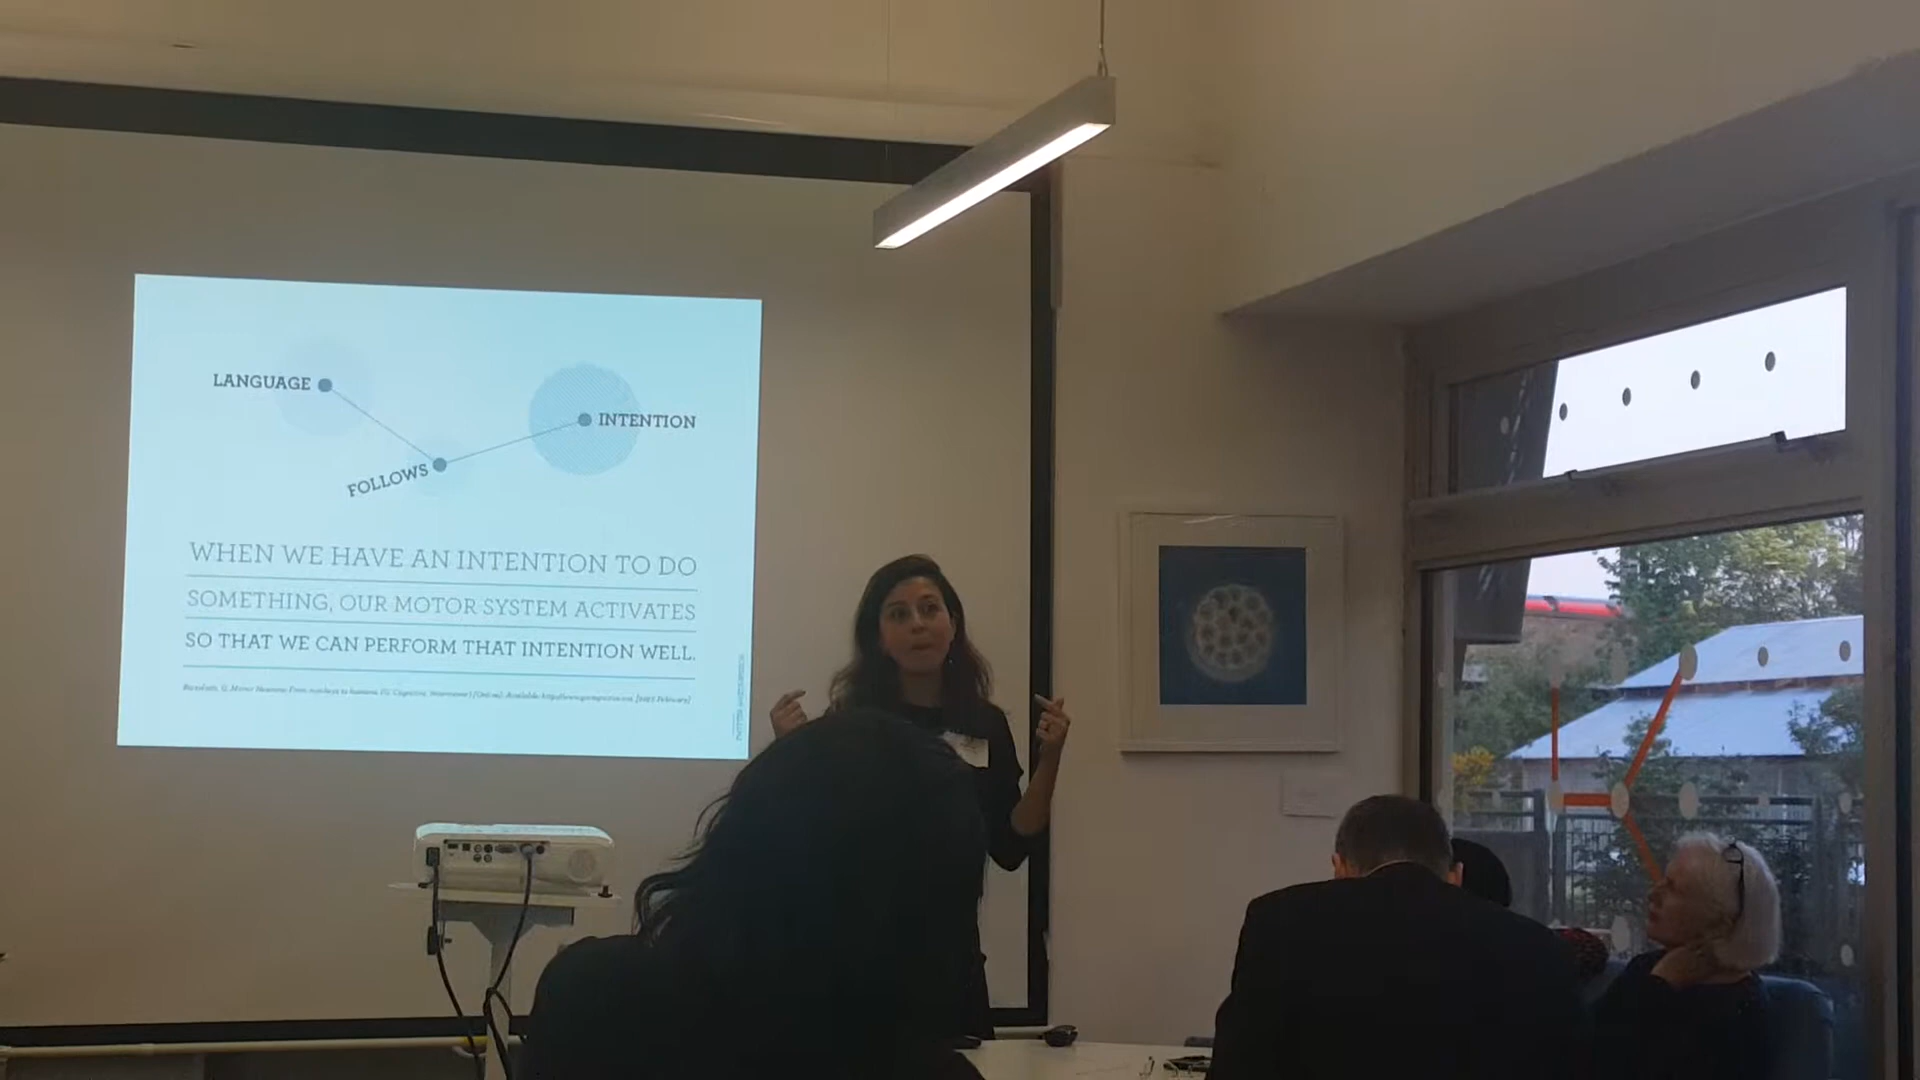 LANGUAGE
INTENTION
FOLLOWS
WHEN WE HAVE AN INTENTION TO DO
SOMETHING, OUR MOTOR SYSTEM ACTIVATES
SO THAT WE CAN PERFORM THAT INTENTION WELL.